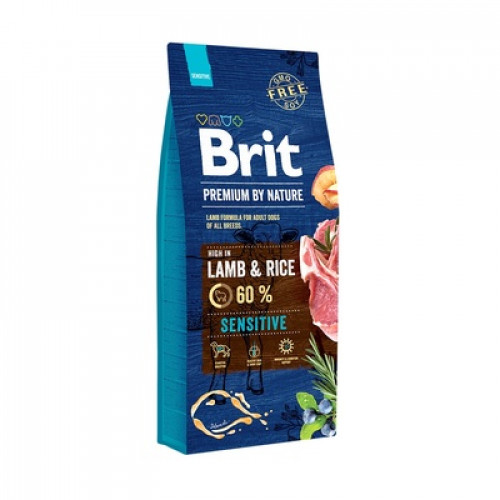 SENSITIVE
GMO
FREE
SOY
Brit
PREMIUM BY NATURE
LAMB FORMULA FOR ADULT DOGS
OF ALL BREEDS
HIGH IN
LAMB & RICE
60 %
SENSITIVE